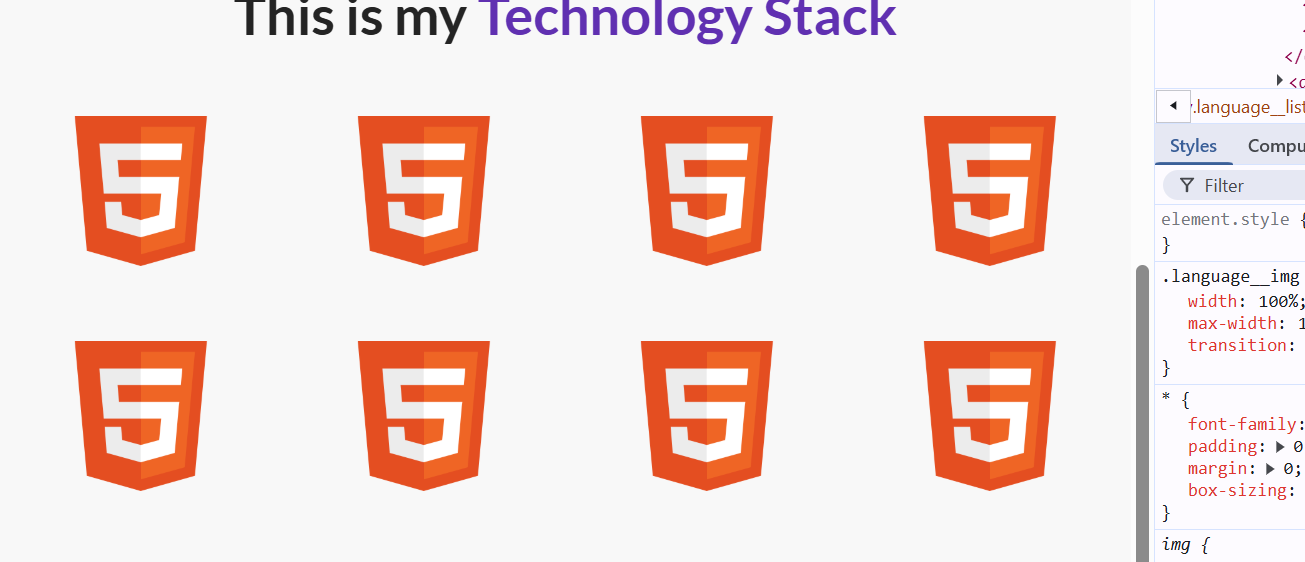 This is my Technology Stack
</
<
.language__list
Styles Compu
Filter
element.style {
}
.language__img
width: 100%;
max-width: 1
transition:
}
* {
font-family:
padding: 0
margin: 0;
box-sizing:
}
img {